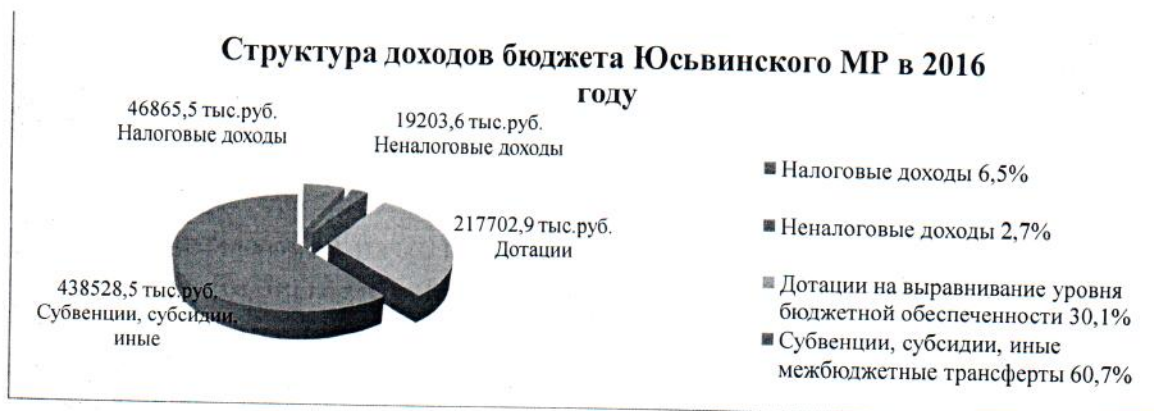 Структура доходов бюджета Юсьвинского МР в 2016
году
46865,5 тыс.руб.
Налоговые доходы
19203,6 тыс.руб.
Неналоговые доходы
217702,9 тыс.руб.
Дотации
438528,5 тыс.руб.
Субвенции, субсидии,
иные
Налоговые доходы 6,5%
Неналоговые доходы 2,7%
Дотации на выравнивание уровня
бюджетной обеспеченности 30,1%
Субвенции, субсидии, иные
межбюджетные трансферты 60,7%